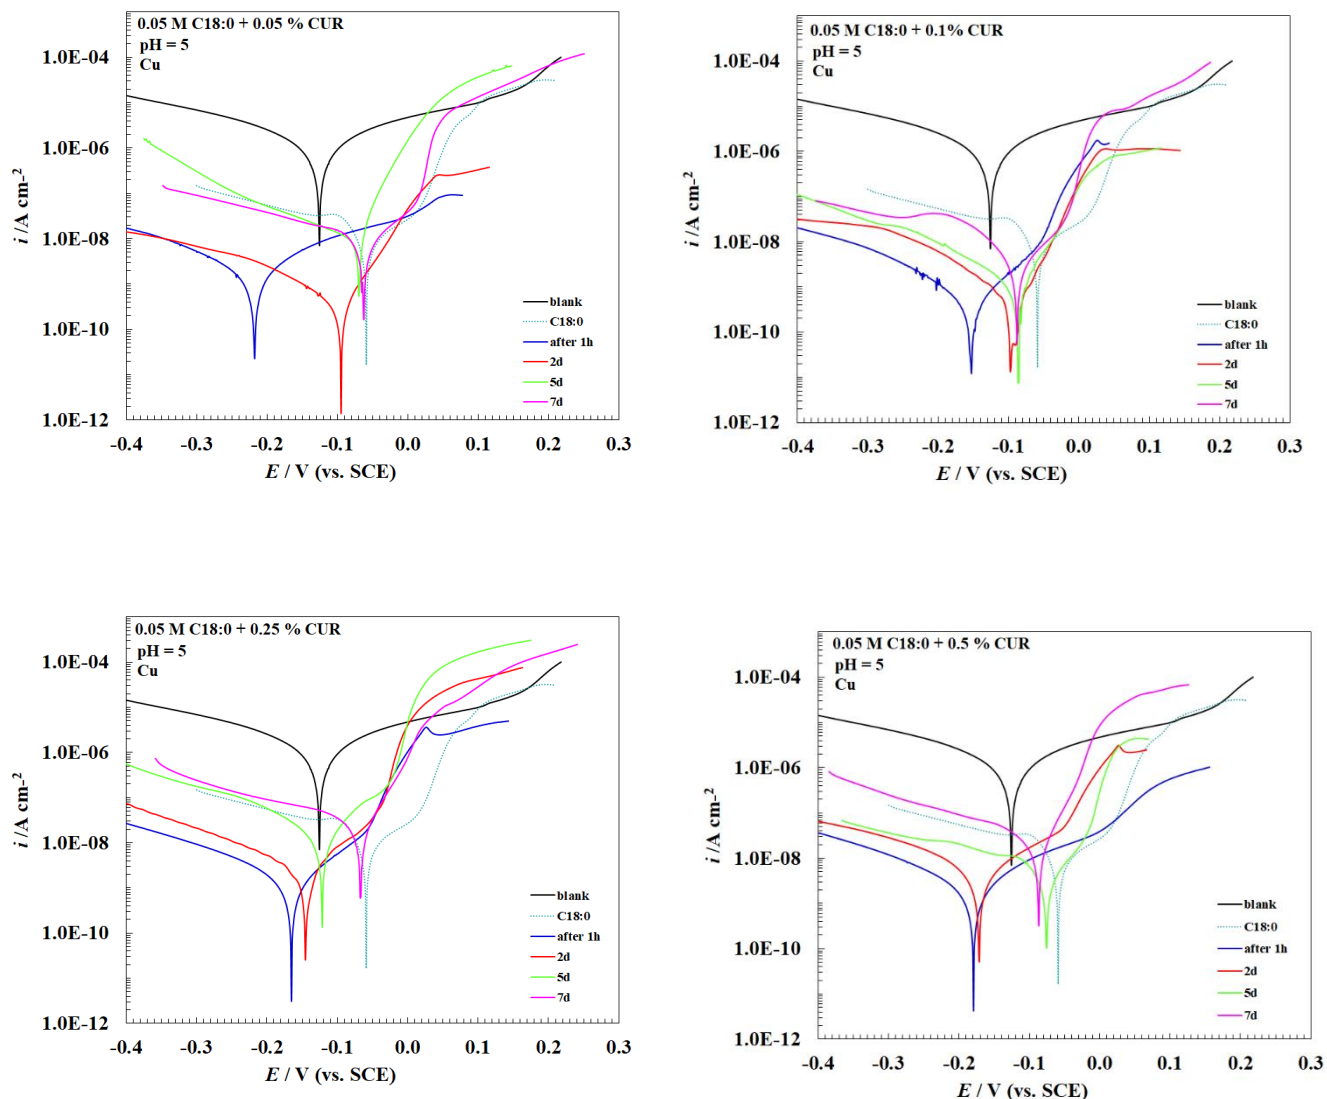 0.05 M C18:0 + 0.05 % CUR
pH = 5
Cu
1.0E-04
1.0E-06
1.0E-08
1.0E-10
1.0E-12
i /A cm-2
-0.4 -0.3 -0.2 -0.1 0.0 0.1 0.2 0.3
E / V (vs. SCE)
blank
C18:0
after 1h
2d
5d
7d
0.05 M C18:0 + 0.1% CUR
pH = 5
Cu
1.0E-04
1.0E-06
1.0E-08
1.0E-10
1.0E-12
i /A cm-2
-0.4 -0.3 -0.2 -0.1 0.0 0.1 0.2 0.3
E / V (vs. SCE)
blank
C18:0
after 1h
2d
5d
7d
0.05 M C18:0 + 0.25 % CUR
pH = 5
Cu
1.0E-04
1.0E-06
1.0E-08
1.0E-10
1.0E-12
i /A cm-2
-0.4 -0.3 -0.2 -0.1 0.0 0.1 0.2 0.3
E / V (vs. SCE)
blank
C18:0
after 1h
2d
5d
7d
0.05 M C18:0 + 0.5 % CUR
pH = 5
Cu
1.0E-04
1.0E-06
1.0E-08
1.0E-10
1.0E-12
i /A cm-2
-0.4 -0.3 -0.2 -0.1 0.0 0.1 0.2 0.3
E / V (vs. SCE)
blank
C18:0
after 1h
2d
5d
7d